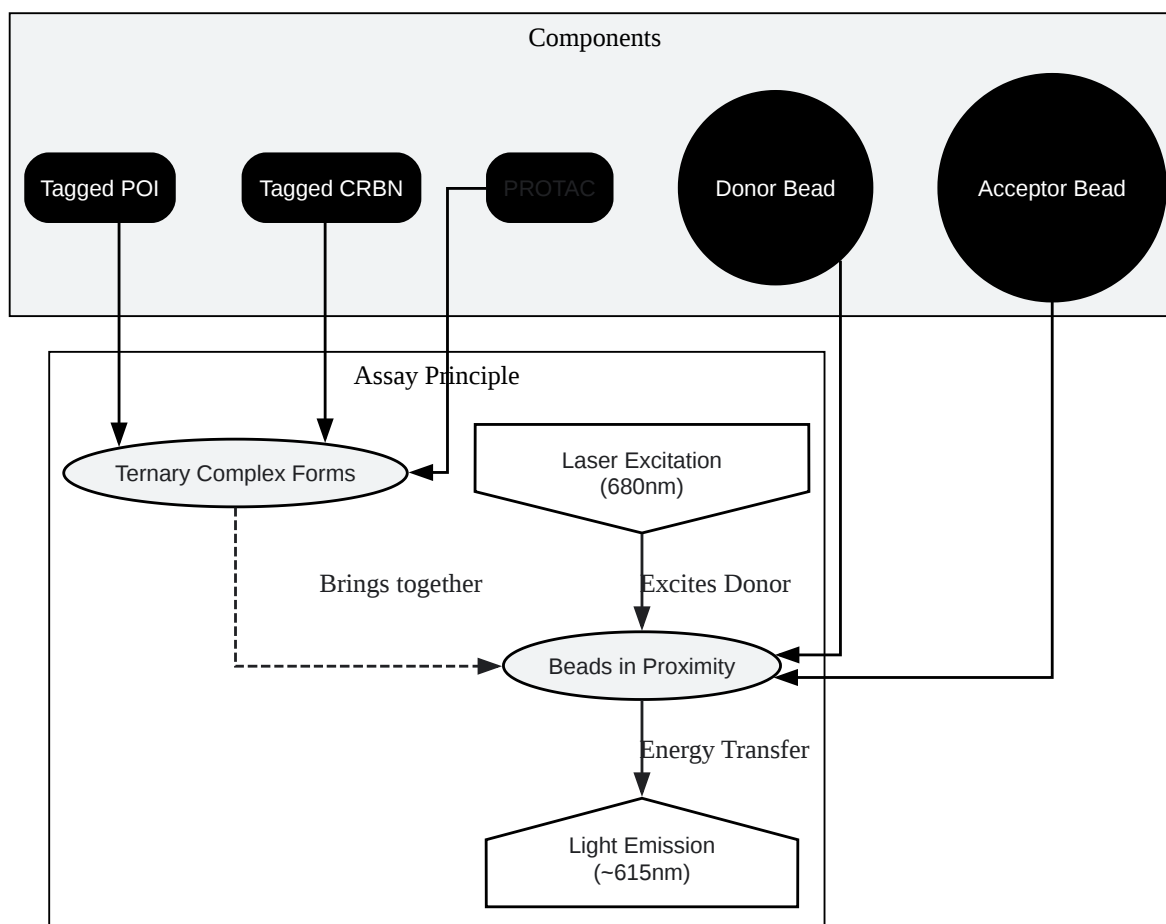 Components
Tagged POI
Tagged CRBN
PROTAC
Donor Bead
Acceptor Bead
Assay Principle
Ternary Complex Forms
Laser Excitation
(680nm)
Brings together
Excites Donor
Beads in Proximity
Energy Transfer
Light Emission
(~615nm)